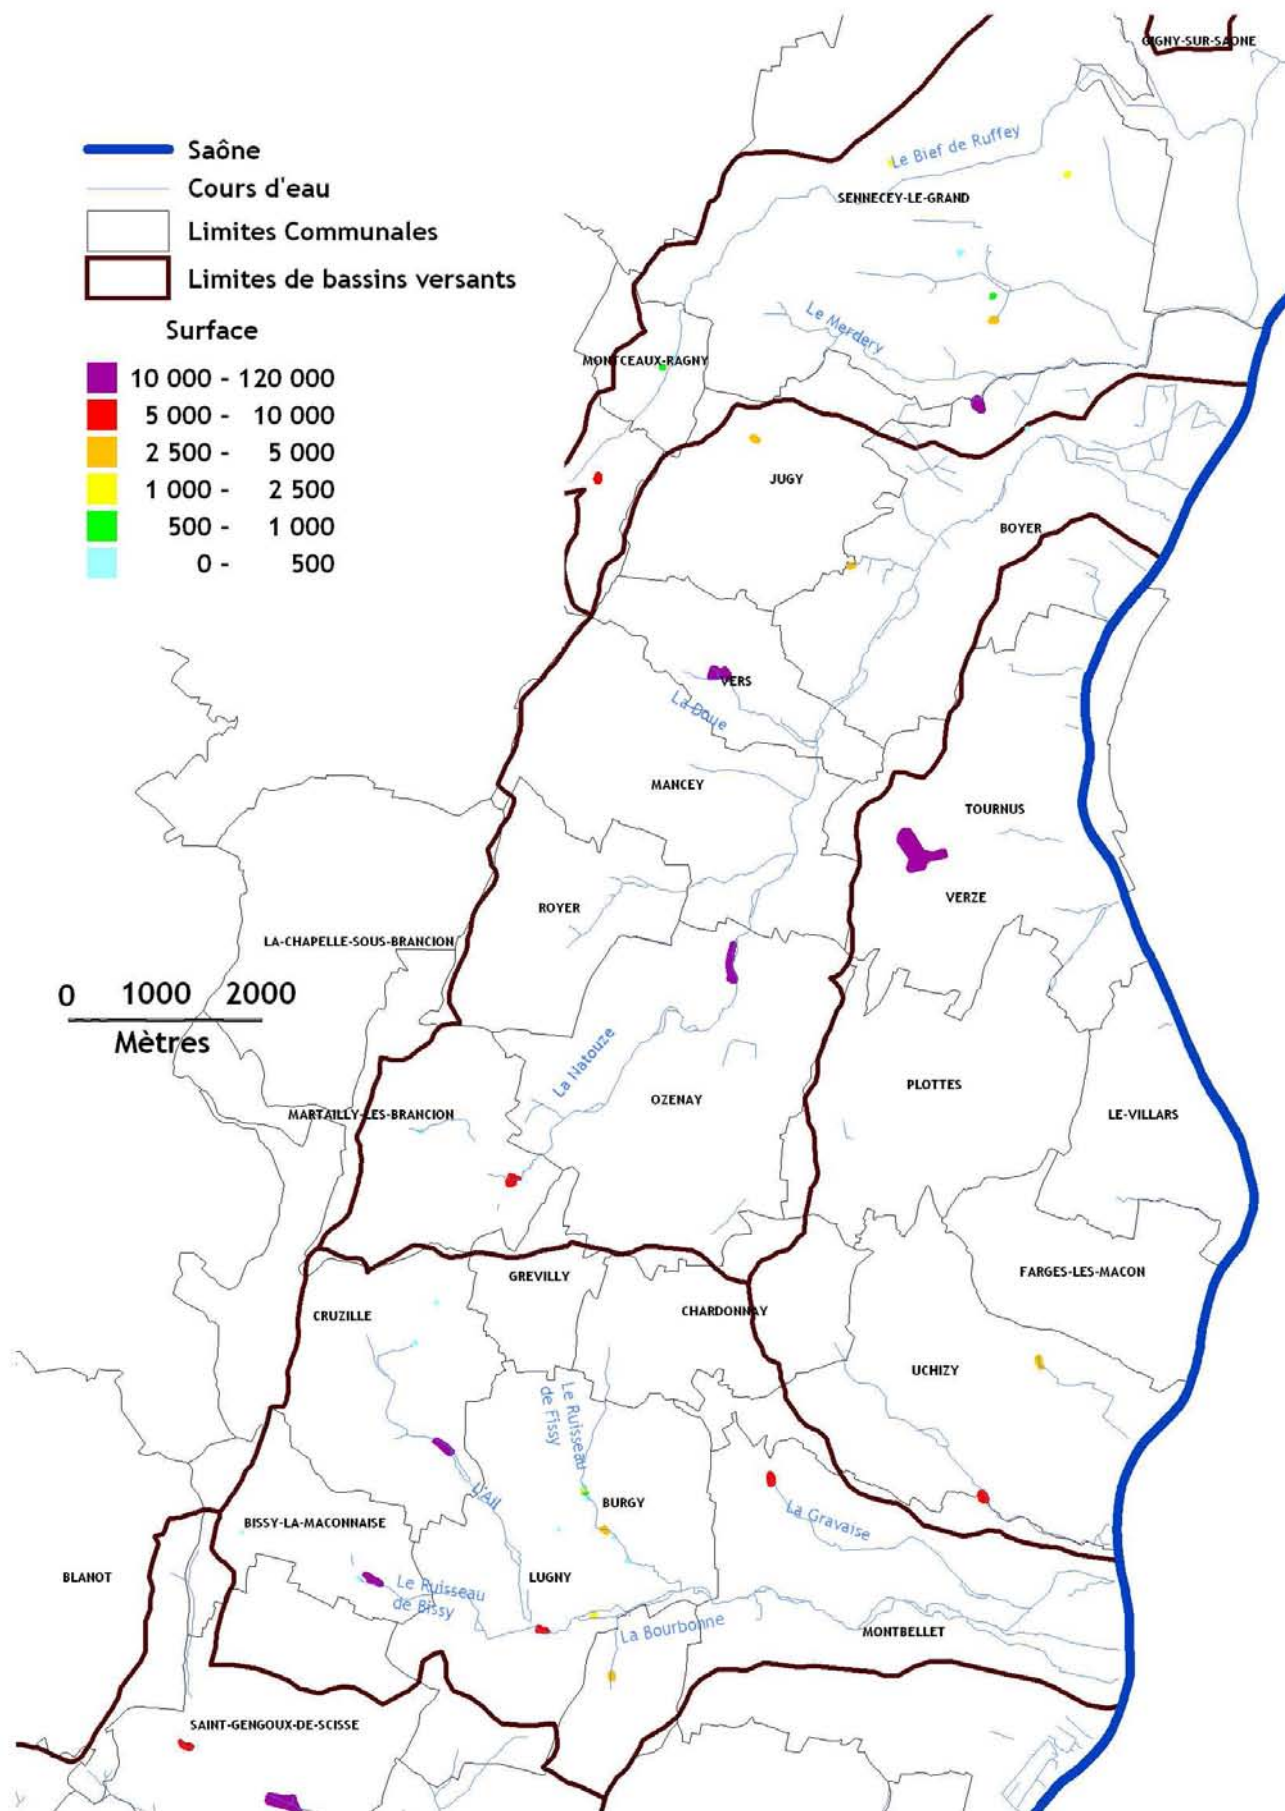 GIGNY-SUR-SAONE
Saône
Cours d'eau
Limites Communales
Limites de bassins versants
Surface
10 000 - 120 000
5 000 - 10 000
2 500 - 5 000
1 000 - 2 500
500 - 1 000
0 - 500
Le Bief de Ruffey
SENNECEY-LE-GRAND
Le Merdery
MONTCEAUX-RAGNY
JUGY
BOYER
VERS
La Doue
MANCEY
TOURNUS
VERZE
ROYER
LA-CHAPELLE-SOUS-BRANCION
0 1000 2000
Mètres
La Natouze
OZENAY
PLOTTES
MARTAILLY-LES-BRANCION
LE-VILLARS
GREVILLY
FARGES-LES-MACON
CRUZILLE
CHARDONNAY
UCHIZY
Le Ruisseau
de Fissy
L'Ail
BURGY
La Gravaise
BISSY-LA-MACONNAISE
BLANOT
Le Ruisseau
de Bissy
LUGNY
La Bourbonne
MONTBELLET
SAINT-GENGOUX-DE-SCISSE